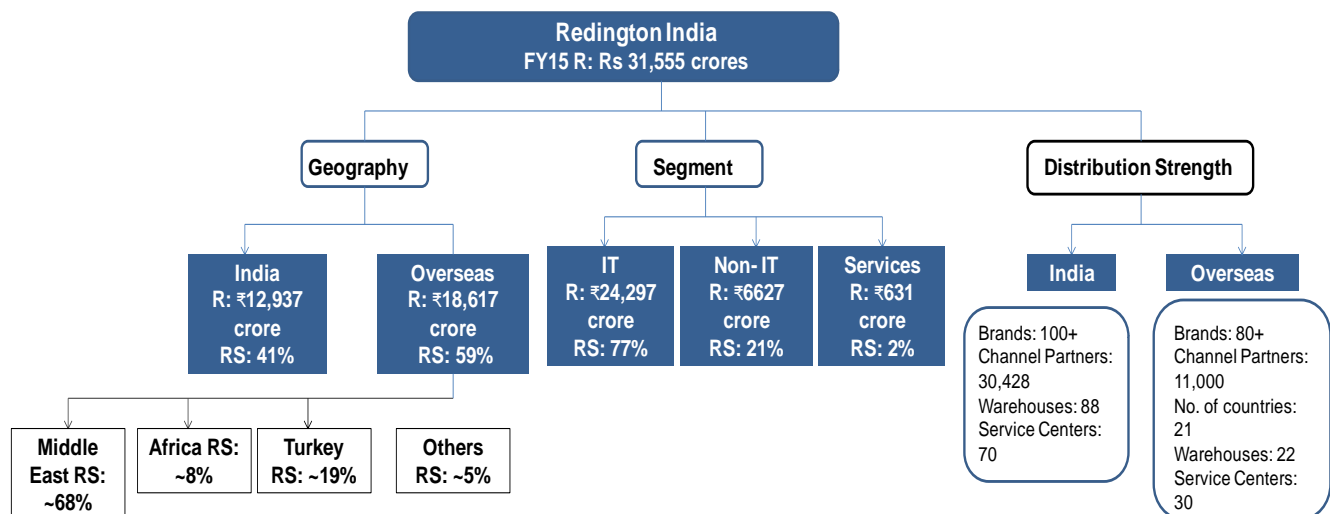 Redington India
FY15 R: Rs 31,555 crores
Geography
Segment
Distribution Strength
India
R: ₹12,937
crore
RS: 41%
Overseas
R: ₹18,617
crore
RS: 59%
IT
R: ₹24,297
crore
RS: 77%
Non- IT
R: ₹6627
crore
RS: 21%
Services
R: ₹631
crore
RS: 2%
India
Overseas
Brands: 100+
Channel Partners:
30,428
Warehouses: 88
Service Centers:
70
Brands: 80+
Channel Partners:
11,000
No. of countries:
21
Warehouses: 22
Service Centers:
30
Middle
East RS:
~68%
Africa RS:
~8%
Turkey
RS: ~19%
Others
RS: ~5%